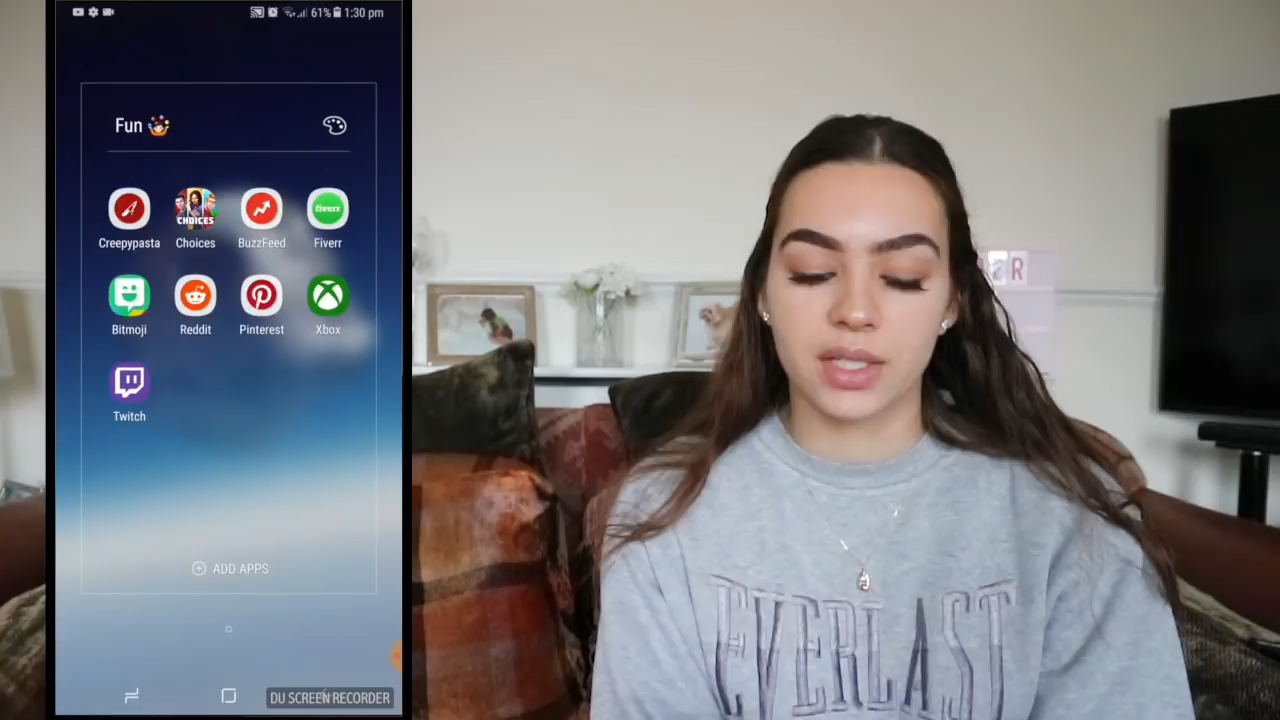 61% 1:30 pm
Fun
CHOICES
fiverr
Creepypasta Choices BuzzFeed Fiverr
Bitmoji Reddit Pinterest Xbox
Twitch
ADD APPS
DU SCREEN RECORDER
EVERLAST